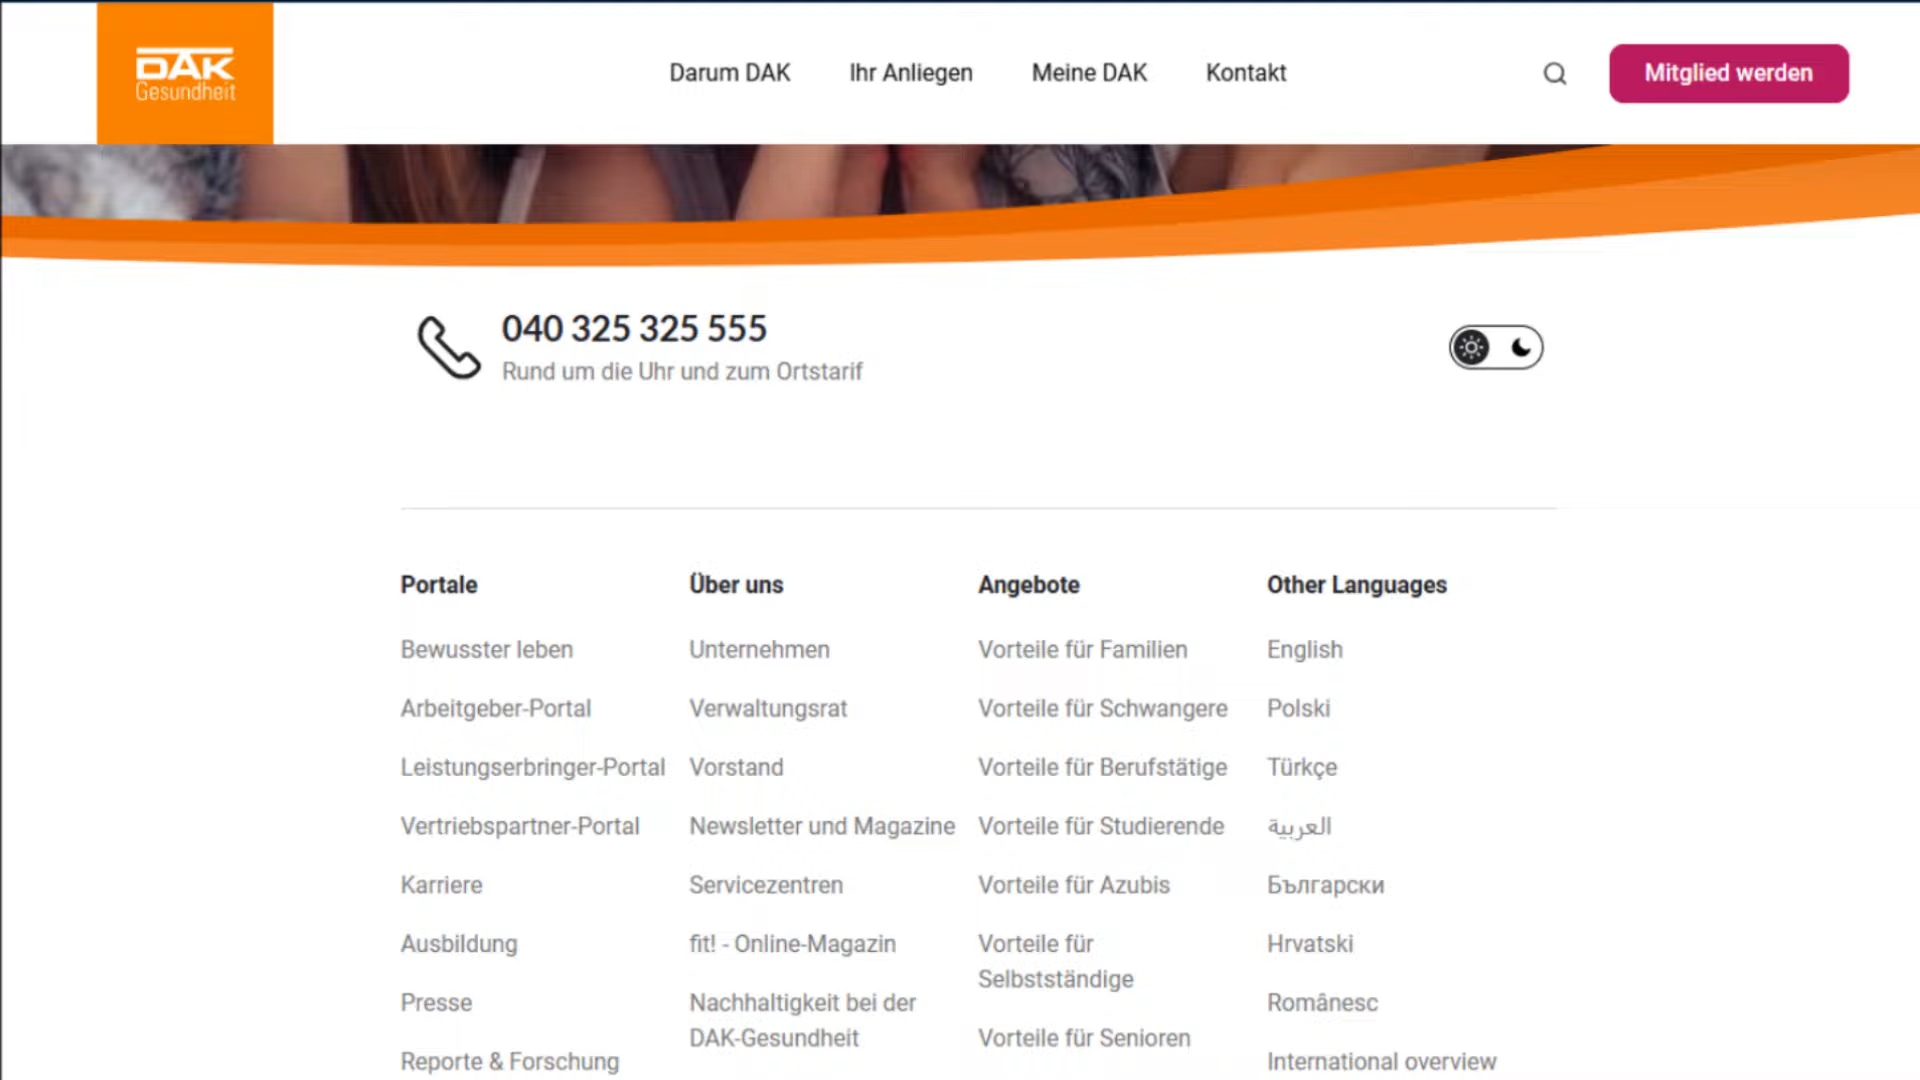 DAK
Gesundheit
Darum DAK
Ihr Anliegen
Meine DAK
Kontakt
Mitglied werden
040 325 325 555
Rund um die Uhr und zum Ortstarif
Portale
Bewusster leben
Arbeitgeber-Portal
Leistungserbringer-Portal
Vertriebspartner-Portal
Karriere
Ausbildung
Presse
Reporte & Forschung
Über uns
Unternehmen
Verwaltungsrat
Vorstand
Newsletter und Magazine
Servicezentren
fit! - Online-Magazin
Nachhaltigkeit bei der
DAK-Gesundheit
Angebote
Vorteile für Familien
Vorteile für Schwangere
Vorteile für Berufstätige
Vorteile für Studierende
Vorteile für Azubis
Vorteile für
Selbstständige
Vorteile für Senioren
Other Languages
English
Polski
Türkçe
العربية
Български
Hrvatski
Românesc
International overview